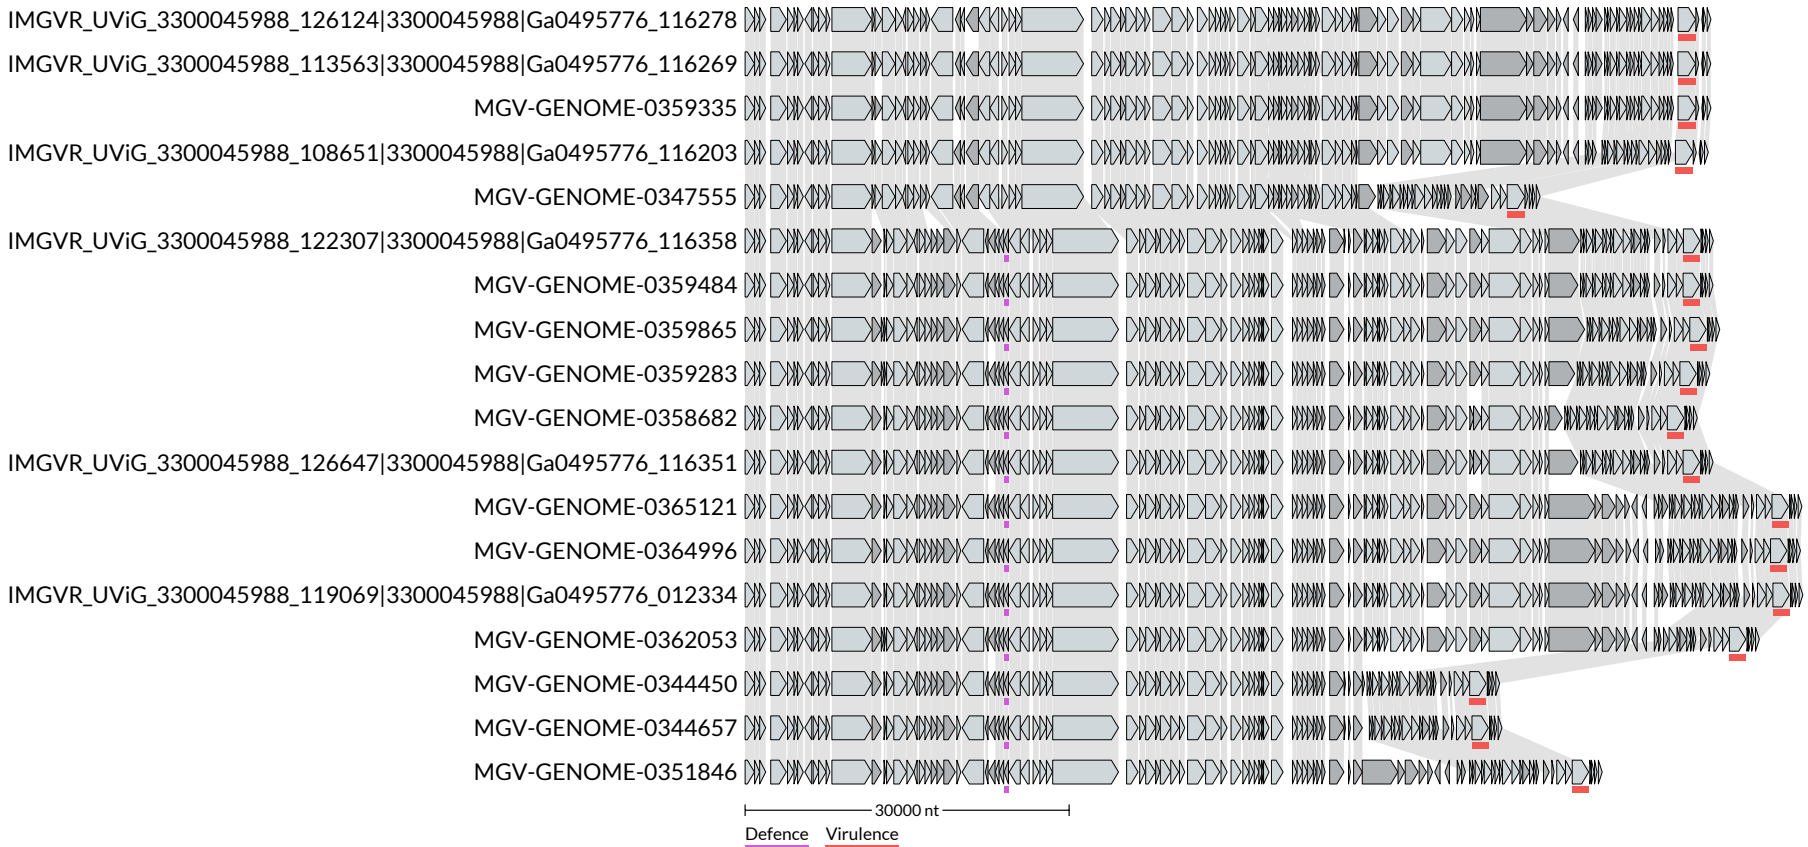 IMGVR_UViG_3300045988_126124|3300045988|Ga0495776_116278
IMGVR_UViG_3300045988_113563|3300045988|Ga0495776_116269
MGV-GENOME-0359335
IMGVR_UViG_3300045988_108651|3300045988|Ga0495776_116203
MGV-GENOME-0347555
IMGVR_UViG_3300045988_122307|3300045988|Ga0495776_116358
MGV-GENOME-0359484
MGV-GENOME-0359865
MGV-GENOME-0359283
MGV-GENOME-0358682
IMGVR_UViG_3300045988_126647|3300045988|Ga0495776_116351
MGV-GENOME-0365121
MGV-GENOME-0364996
IMGVR_UViG_3300045988_119069|3300045988|Ga0495776_012334
MGV-GENOME-0362053
MGV-GENOME-0344450
MGV-GENOME-0344657
MGV-GENOME-0351846
30000 nt
Defence Virulence